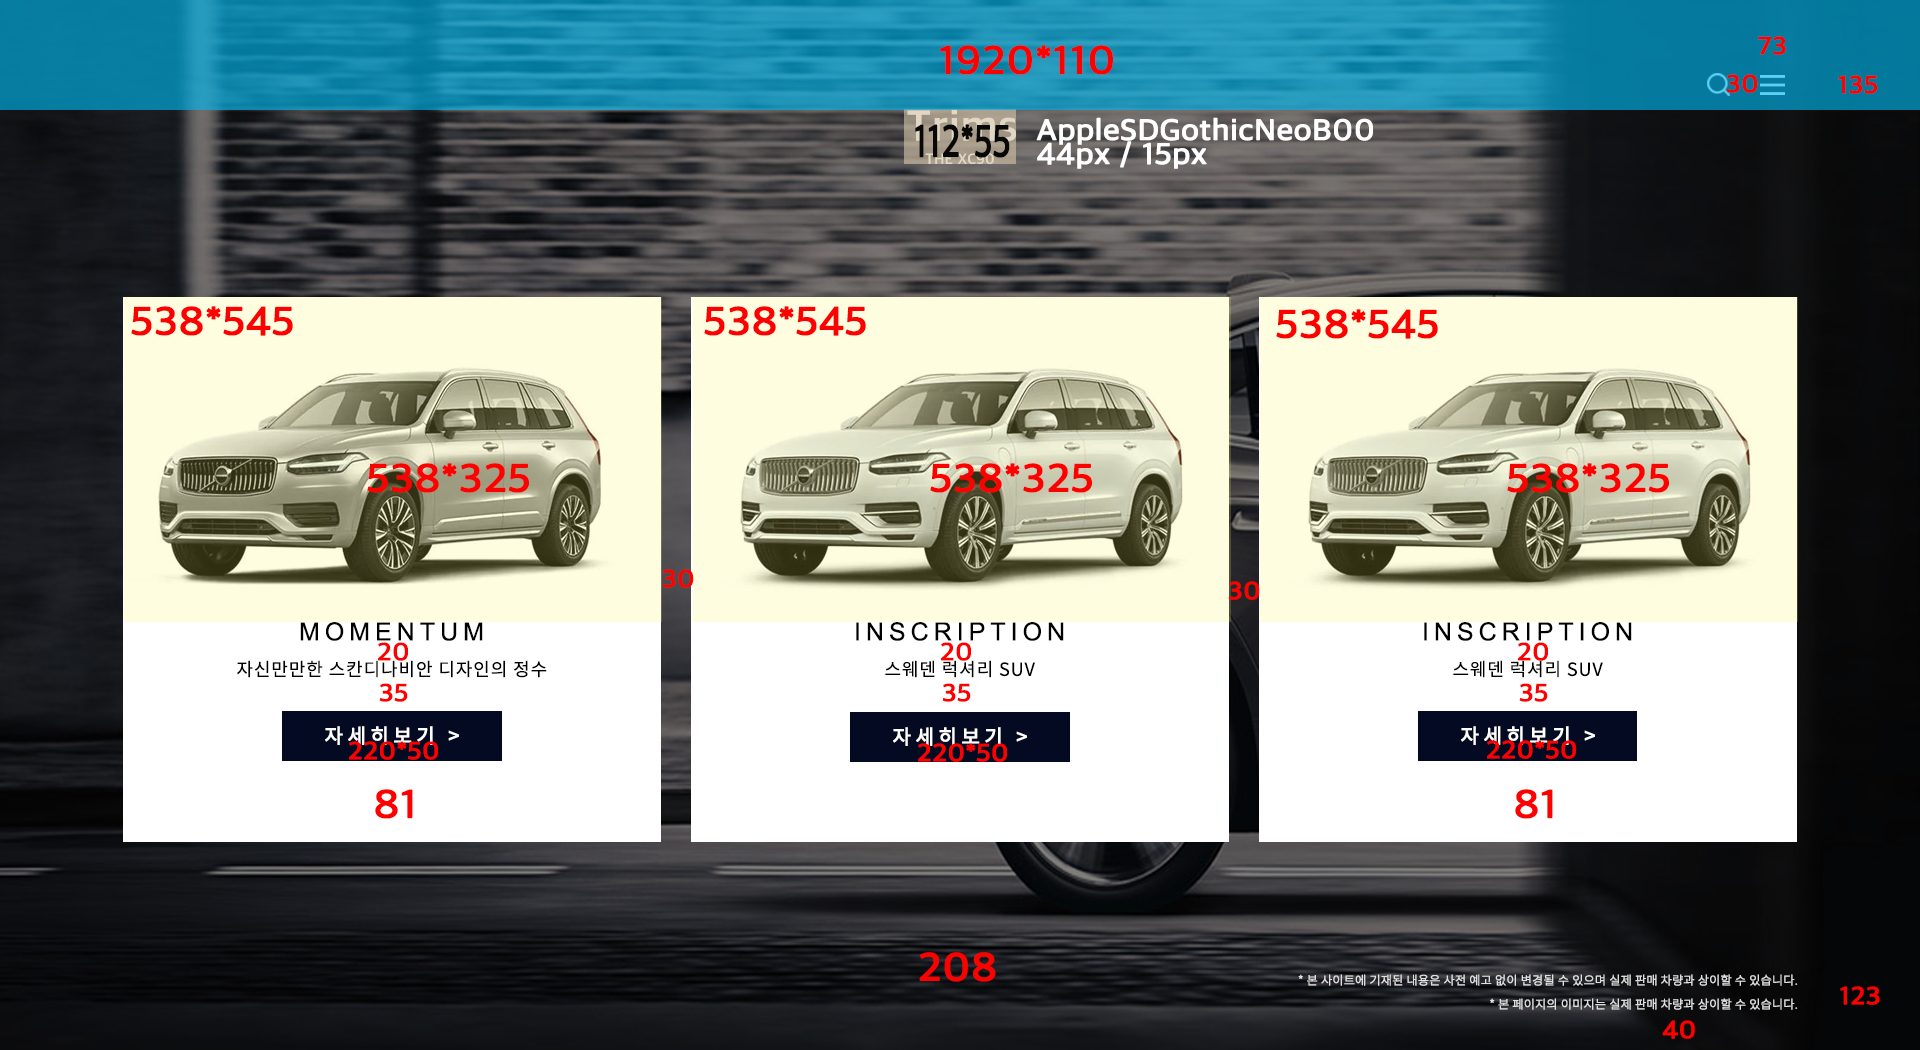 1920*110
73
30
135
Trims
112*55
THE XC90
AppleSDGothicNeoB00
44px / 15px
538*545
538*325
MOMENTUM
20
자신만만한 스칸디나비안 디자인의 정수
35
자세히보기 >
220*50
81
30
538*545
538*325
INSCRIPTION
20
스웨덴 럭셔리 SUV
35
자세히보기 >
220*50
30
538*545
538*325
INSCRIPTION
20
스웨덴 럭셔리 SUV
35
자세히보기 >
220*50
81
208
* 본 사이트에 기재된 내용은 사전 예고 없이 변경될 수 있으며 실제 판매 차량과 상이할 수 있습니다.
* 본 페이지의 이미지는 실제 판매 차량과 상이할 수 있습니다.
123
40